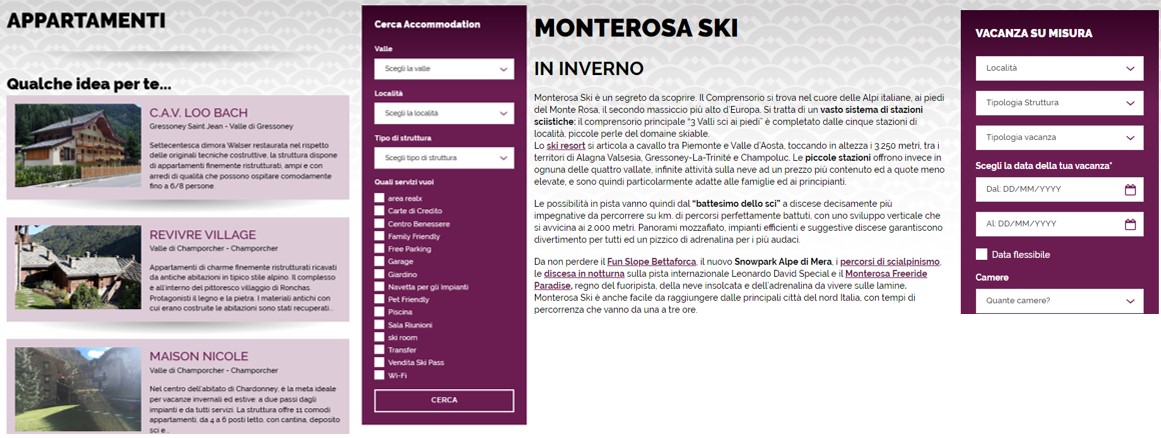 APPARTAMENTI
Qualche idea per te...
C.A.V. LOO BACH
Gressoney Saint Jean - Valle di Gressoney
Settecentesca dimora Walser restaurata nel rispetto
delle originali tecniche costruttive, la struttura dispone
di appartamenti finemente ristrutturati, ampi e con
arredi di qualità che possono ospitare comodamente
fino a 6/8 persone
REVIVRE VILLAGE
Valle di Champorcher - Champorcher
Appartamenti di charme finemente ristrutturati ricavati
da antiche abitazioni in tipico stile alpino. Il complesso
è all'interno del pittoresco villaggio di Ronchas.
Protagonisti il legno e pietra. I materiali antichi con
cui erano costruite le abitazioni sono stati recuperati...
MAISON NICOLE
Valle di Champorcher - Champorcher
Nel centro dell'abitato di Chardonney, è la meta ideale
per vacanze invernali ed estive: a due passi dagli
impianti e da tutti servizi. La struttura offre 11 comodi
appartamenti, da 4 a 6 posti letto, con cantina, deposito
sci e...
Cerca Accommodation
Valle
Scegli la valle
Località
Scegli la località
Tipo di struttura
Scegli tipo di struttura
Quali servizi vuoi
area realx
Carte di Credito
Centro Benessere
Family Friendly
Free Parking
Garage
Giardino
Navetta per gli Impianti
Pet Friendly
Piscina
Sala Riunioni
ski room
Transfer
Vendita Ski Pass
Wi-Fi
CERCA
MONTEROSA SKI
IN INVERNO
Monterosa Ski è un segreto da scoprire. Il Comprensorio si trova nel cuore delle Alpi italiane, ai piedi
del Monte Rosa, il secondo massiccio più alto d'Europa. Si tratta di un vasto sistema di stazioni
sciistiche: il comprensorio principale "3 Valli sci ai piedi" è completato dalle cinque stazioni di
località, piccole perle del domaine skiable.
Lo ski resort si articola a cavallo tra Piemonte e Valle d'Aosta, toccando in altezza i 3.250 metri, tra i
territori di Alagna Valsesia, Gressoney-La-Trinité e Champoluc. Le piccole stazioni offrono invece in
ognuna delle quattro vallate, infinite attività sulla neve ad un prezzo più contenuto ed a quote meno
elevate, e sono quindi particolarmente adatte alle famiglie ed ai principianti.
Le possibilità in pista vanno quindi dal "battesimo dello sci" a discese decisamente più
impegnative da percorrere su km. di percorsi perfettamente battuti, con uno sviluppo verticale che
si avvicina ai 2.000 metri. Panorami mozzafiato, impianti efficienti e suggestive discese garantiscono
divertimento per tutti ed un pizzico di adrenalina per i più audaci.
Da non perdere il Fun Slope Bettaforca, il nuovo Snowpark Alpe di Mera, i percorsi di scialpinismo,
le discesa in notturna sulla pista internazionale Leonardo David Special e il Monterosa Freeride
Paradise, regno del fuoripista, della neve insolcata e dell'adrenalina da vivere sulle lamine.
Monterosa Ski è anche facile da raggiungere dalle principali città del nord Italia, con tempi di
percorrenza che vanno da una a tre ore.
VACANZA SU MISURA
Località
Tipologia Struttura
Tipologia vacanza
Scegli la data della tua vacanza*
Dal: DD/MM/YYYY
Al: DD/MM/YYYY
Data flessibile
Camere
Quante camere?